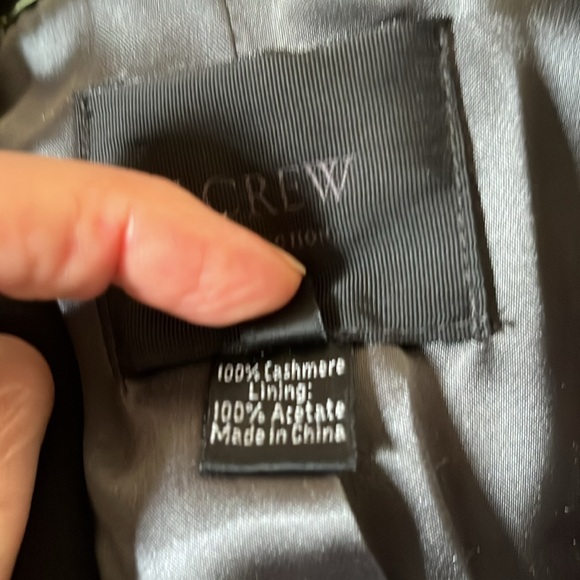 CREW
100% Cashmere
Lining:
100% Acetate
Made in China